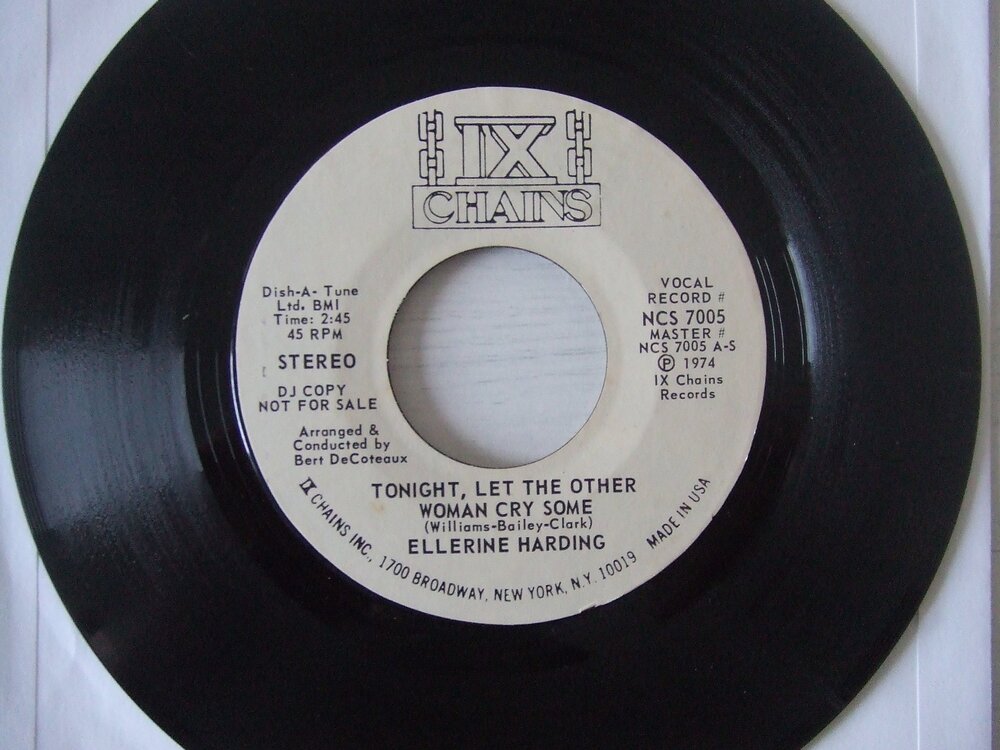 IX
CHAINS
Dish-A- Tune
Ltd. BMI
Time: 2:45
45 RPM
STEREO
DJ COPY
NOT FOR SALE
Arranged &
Conducted by
Bert DeCoteaux
VOCAL
RECORD #
NCS 7005
MASTER #
NCS 7005 A-S
Ⓟ 1974
IX Chains
Records
TONIGHT, LET THE OTHER
WOMAN CRY SOME
(Williams-Bailey-Clark)
ELLERINE HARDING
IX CHAINS INC., 1700 BROADWAY, NEW YORK, N.Y. 10019 MADE IN USA